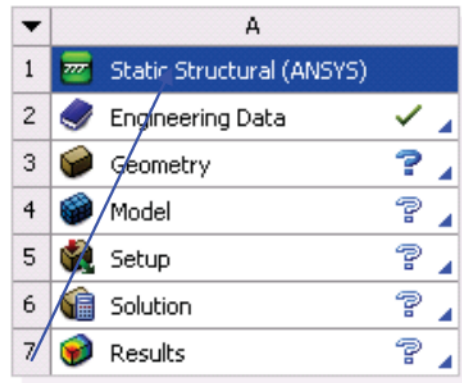 A
1 Static Structural (ANSYS)
2 Engineering Data
3 Geometry
4 Model
5 Setup
6 Solution
7 Results